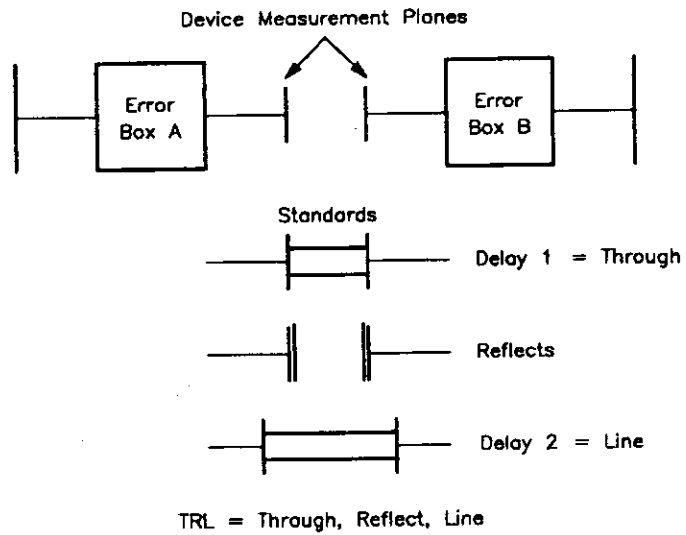 Device Measurement Planes
Error
Box A
Error
Box B
Standards
Delay 1 = Through
Reflects
Delay 2 = Line
TRL = Through, Reflect, Line